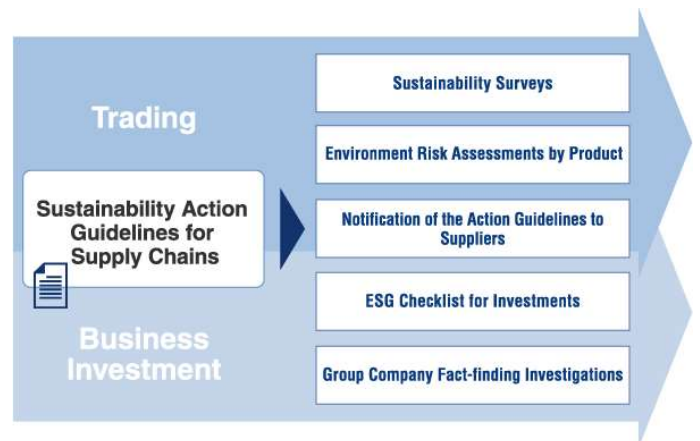 Trading
Sustainability Action
Guidelines for
Supply Chains
Business
Investment
Sustainability Surveys
Environment Risk Assessments by Product
Notification of the Action Guidelines to
Suppliers
ESG Checklist for Investments
Group Company Fact-finding Investigations